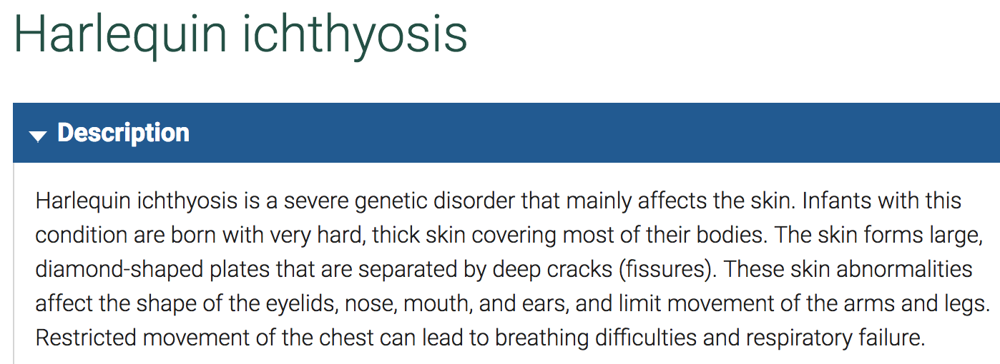 Harlequin ichthyosis
Description
Harlequin ichthyosis is a severe genetic disorder that mainly affects the skin. Infants with this
condition are born with very hard, thick skin covering most of their bodies. The skin forms large,
diamond-shaped plates that are separated by deep cracks (fissures). These skin abnormalities
affect the shape of the eyelids, nose, mouth, and ears, and limit movement of the arms and legs.
Restricted movement of the chest can lead to breathing difficulties and respiratory failure.